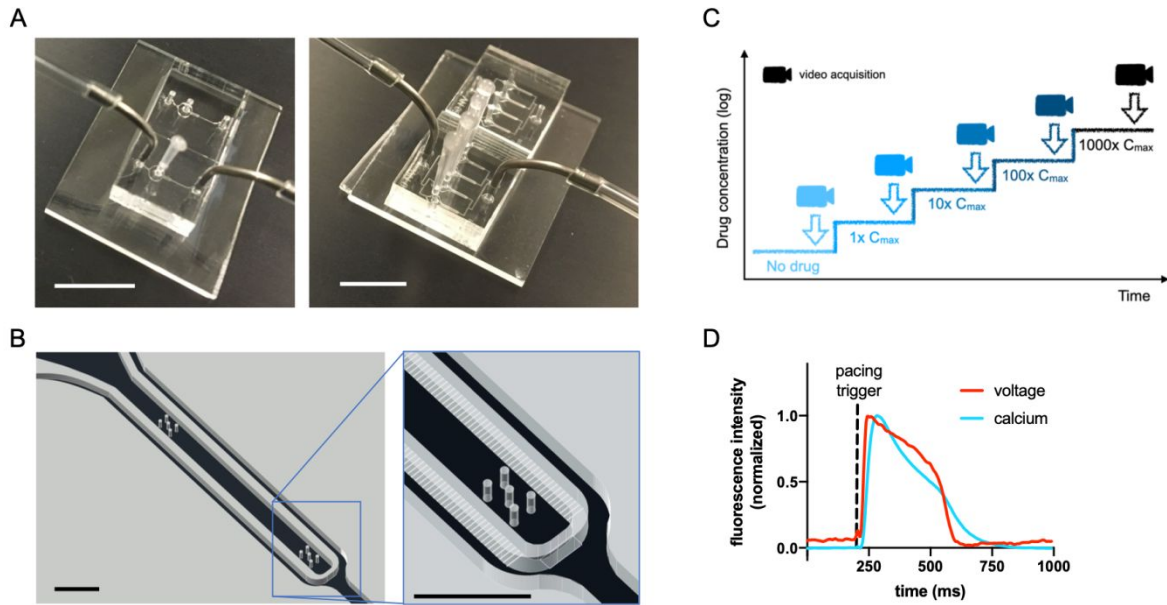 A
B
C
video acquisition
Drug concentration (log)
No drug
1x Cmax
10x Cmax
100x Cmax
1000x Cmax
Time
D
pacing
trigger
voltage
calcium
fluorescence intensity
(normalized)
1.0
0.5
0.0
250
500
750
1000
time (ms)